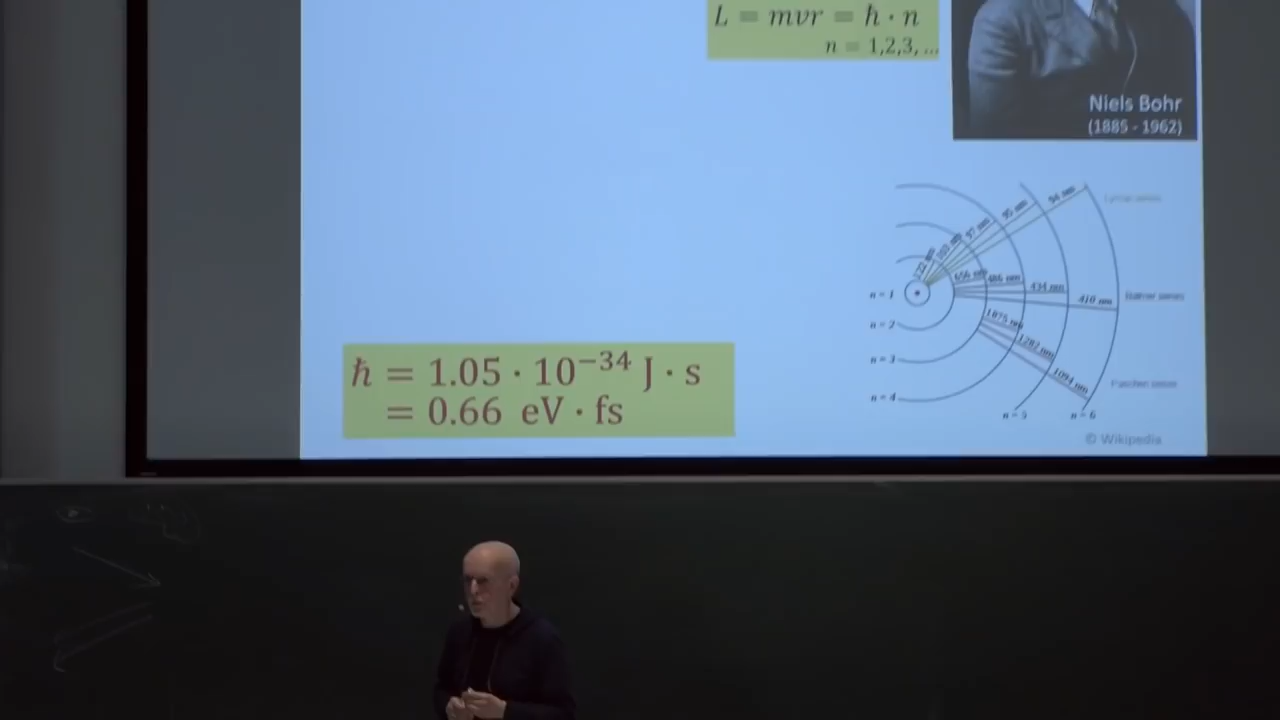 L = mvr = ħ · n
n = 1,2,3, ...
Niels Bohr
(1885 - 1962)
Lyman series
94 nm
95 nm
97 nm
103 nm
122 nm
656 nm
486 nm
434 nm
410 nm
Balmer series
n = 1
n = 2
n = 3
n = 4
1875 nm
1282 nm
1094 nm
Paschen series
n = 5
n = 6
ħ = 1.05 · 10⁻³⁴ J · s
= 0.66 eV · fs
© Wikipedia